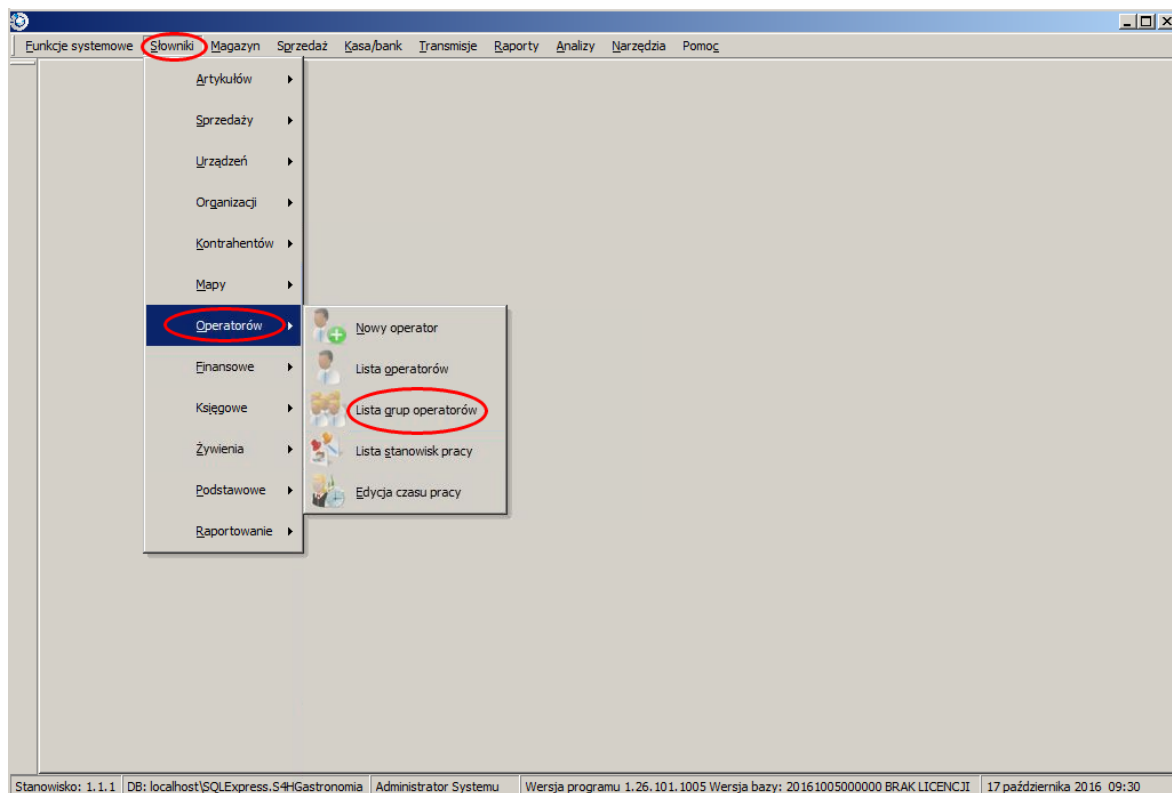 Funkcje systemowe Słowniki Magazyn Sprzedaż Kasa/bank Transmisje Raporty Analizy Narzędzia Pomoc
Artykułów
Sprzedaży
Urządzeń
Organizacji
Kontrahentów
Mapy
Operatorów
Nowy operator
Lista operatorów
Lista grup operatorów
Lista stanowisk pracy
Edycja czasu pracy
Finansowe
Księgowe
Żywienia
Podstawowe
Raportowanie
Stanowisko: 1.1.1 DB: localhost\SQLExpress.S4HGastronomia Administrator Systemu Wersja programu 1.26.101.1005 Wersja bazy: 20161005000000 BRAK LICENCJI 17 października 2016 09:30